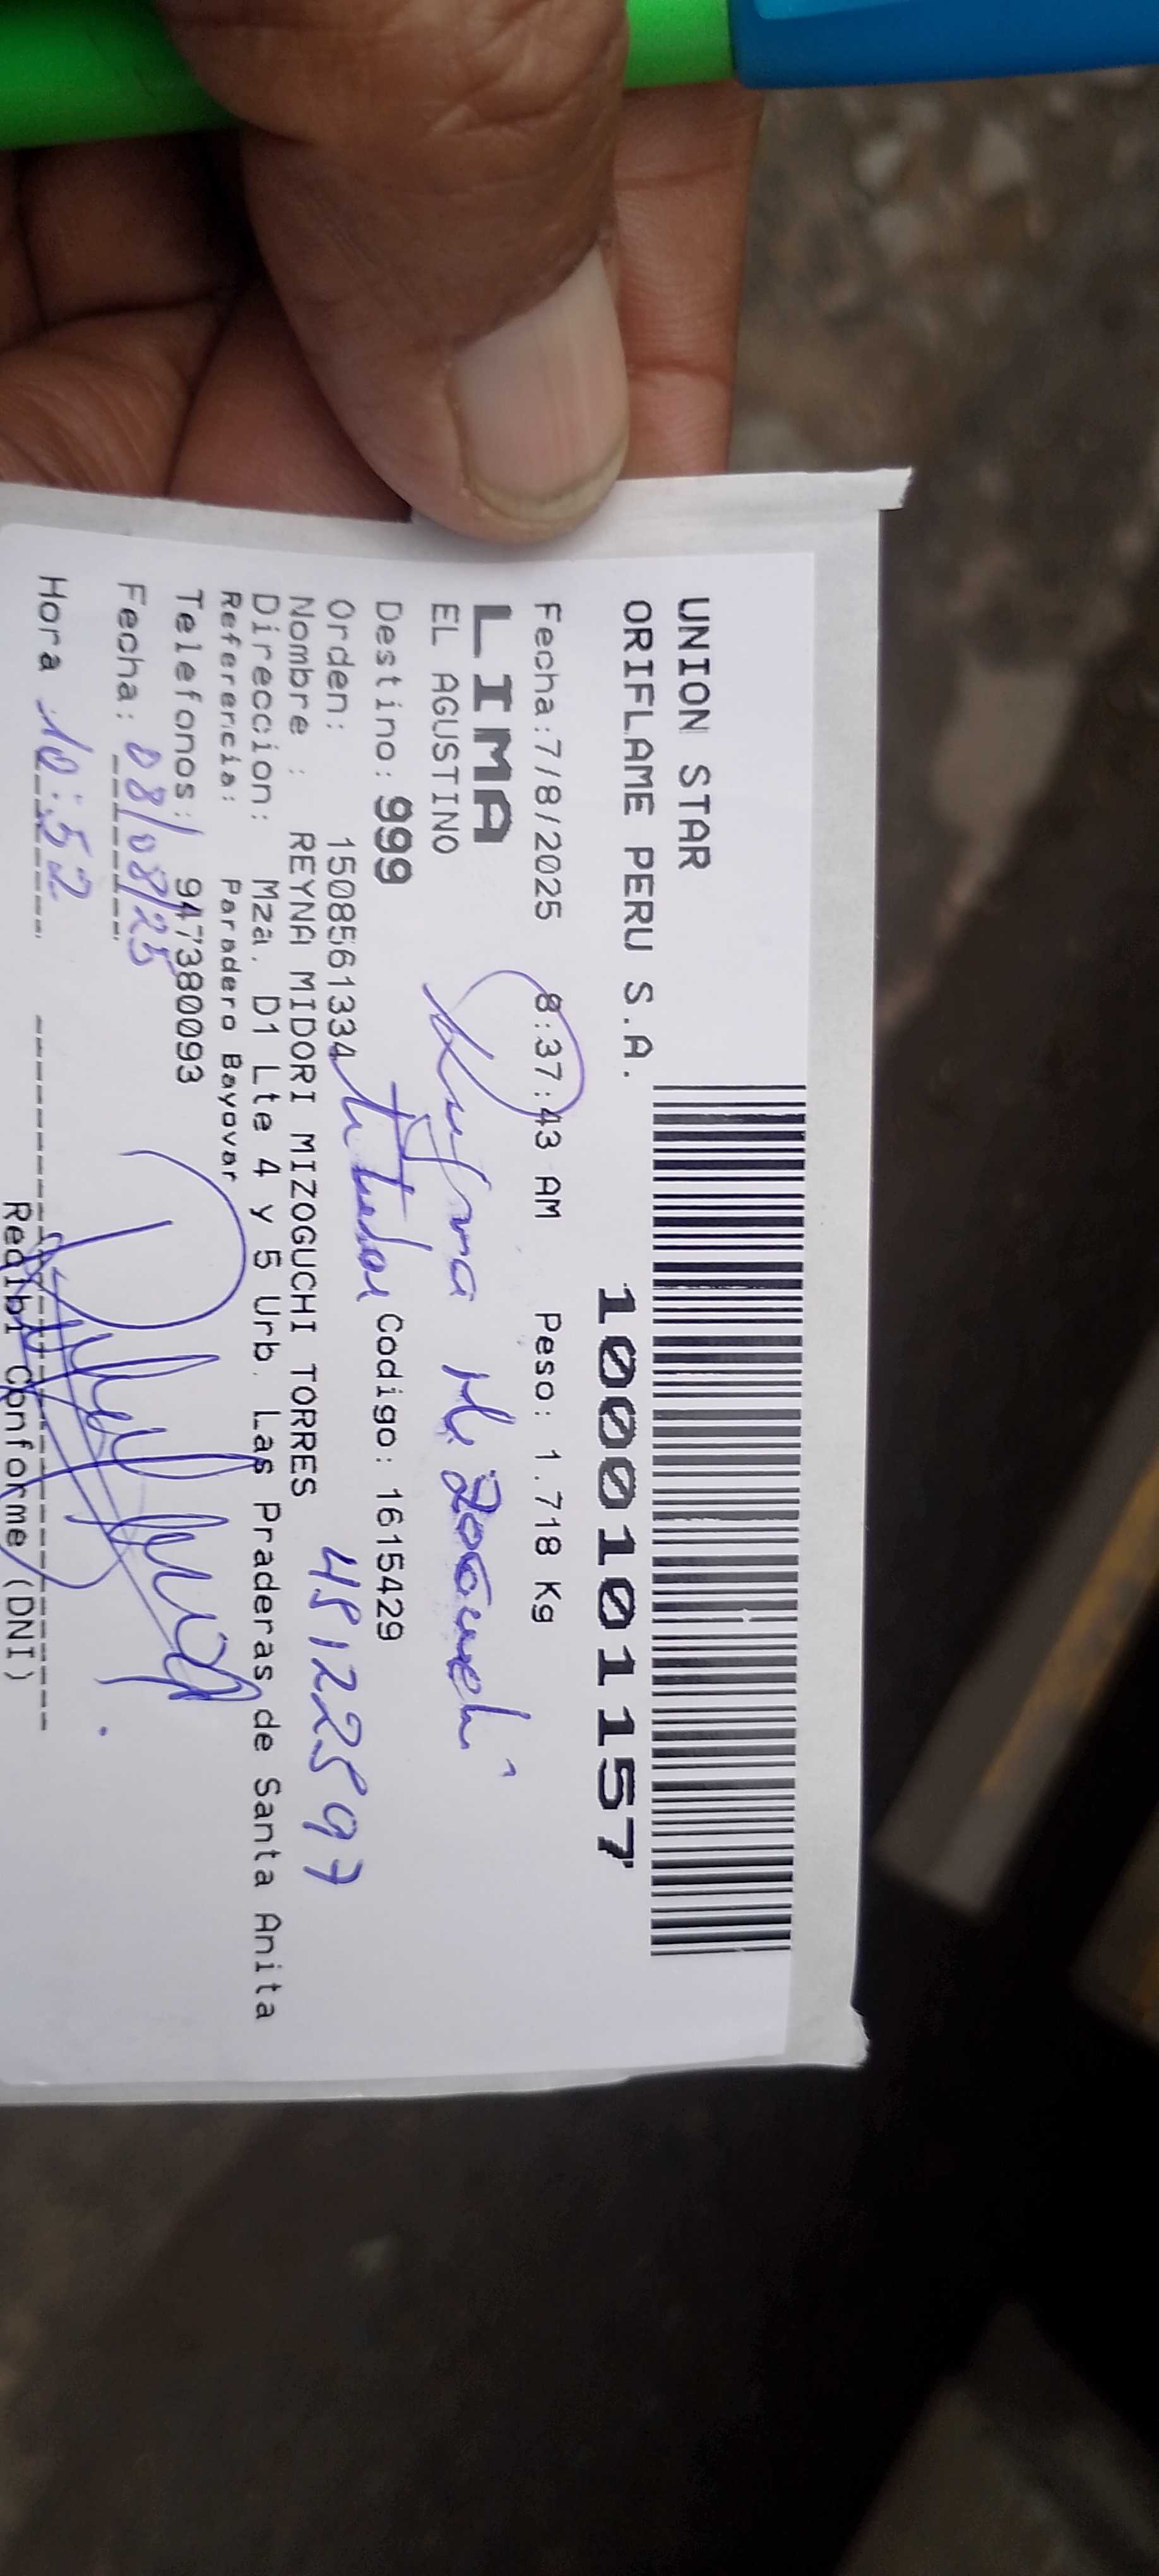 UNION STAR
ORIFLAME PERU S.A.
10001011157
Fecha:7/8/2025 8:37:43 AM Peso: 1.718 Kg
LIMA
EL AGUSTINO
Destino: 999 Codigo: 1615429
Titular
Orden: 1508561334
Nombre : REYNA MIDORI MIZOGUCHI TORRES
Direccion: Mza. D1 Lte 4 y 5 Urb. Las Praderas de Santa Anita
Referencia: Paradero Bayovar
Telefonos: 947380093
Fecha: 08/08/25
Hora 10:52
Recibi Conforme (DNI)